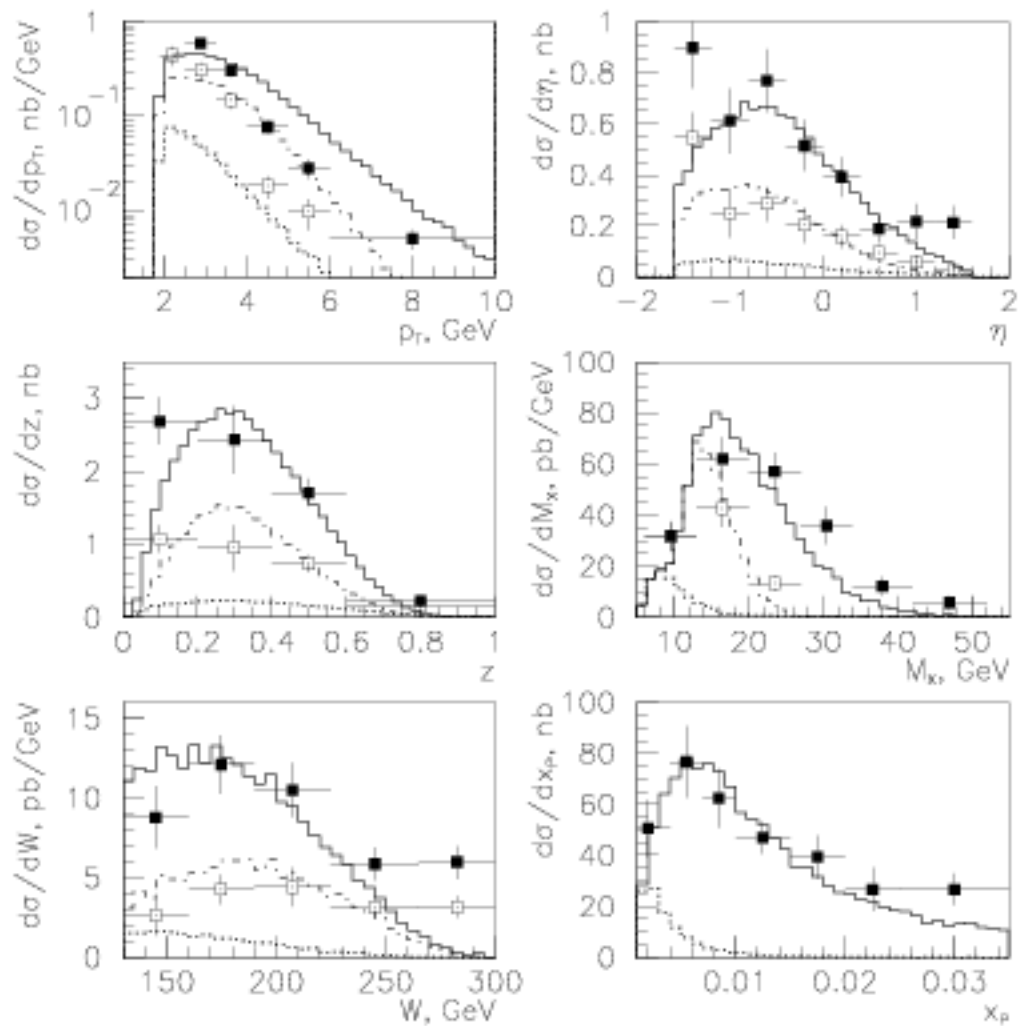 dσ/dp_T, nb/GeV
1
10⁻¹
10⁻²
2 4 6 8 10
p_T, GeV
dσ/dη, nb
1
0.8
0.6
0.4
0.2
0
−2 −1 0 1 2
η
dσ/dz, nb
3
2
1
0
0 0.2 0.4 0.6 0.8 1
z
dσ/dM_x, pb/GeV
100
80
60
40
20
0
10 20 30 40 50
M_x, GeV
dσ/dW, pb/GeV
15
10
5
0
150 200 250 300
W, GeV
dσ/dx_P, nb
100
80
60
40
20
0
0.01 0.02 0.03
x_P